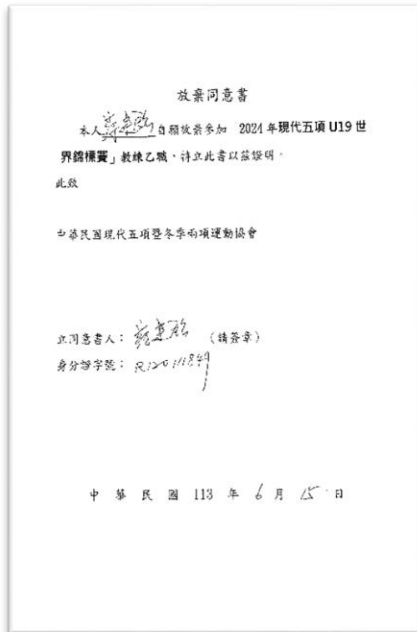 放棄同意書
本人 自願放棄參加 2024 年現代五項 U19 世
界錦標賽」教練乙職，特立此書以茲證明。
此致
中華民國現代五項暨冬季兩項運動協會
立同意書人： (請簽章)
身分證字號：
中 華 民 國 113 年 6 月 15 日